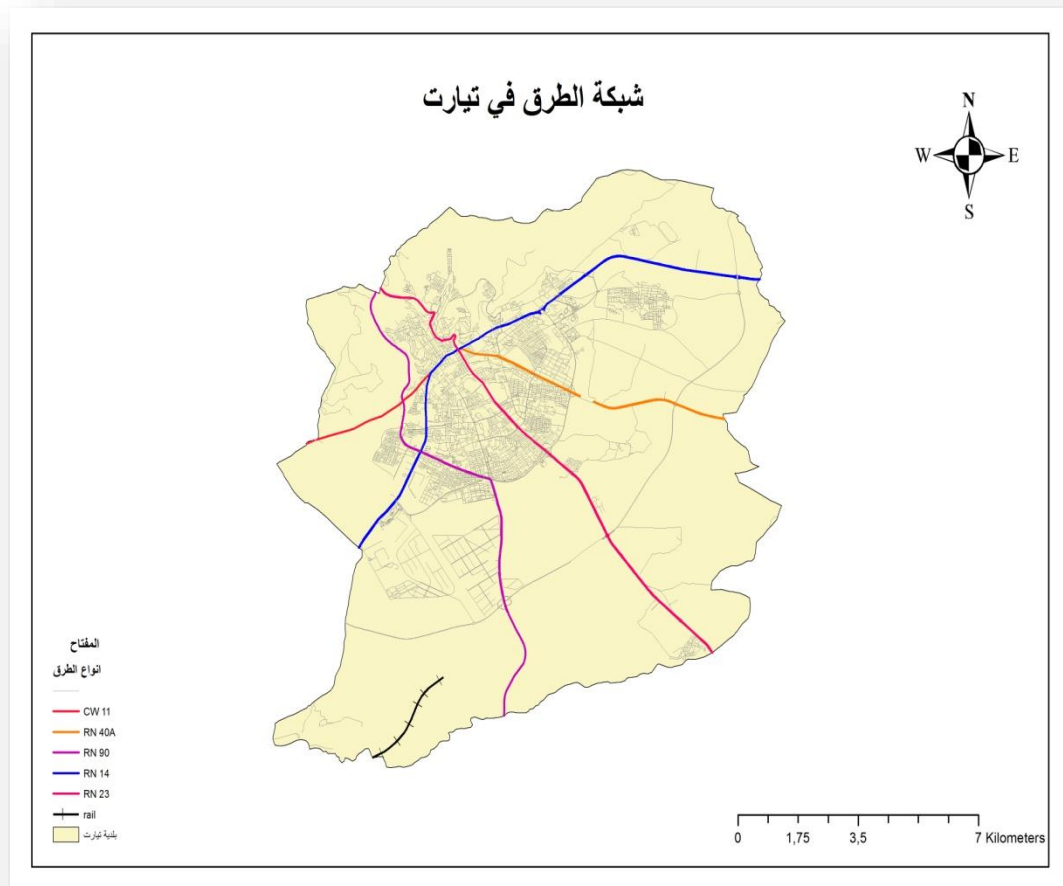 شبكة الطرق في تيارت
N
W E
S
المفتاح
انواع الطرق
CW 11
RN 40A
RN 90
RN 14
RN 23
rail
بلدية تيارت
0 1,75 3,5 7 Kilometers